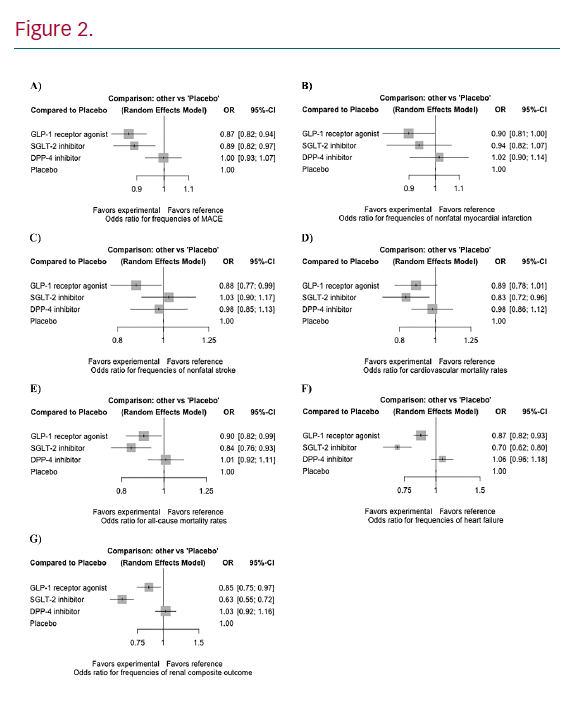 Figure 2.
A)
Comparison: other vs 'Placebo'
Compared to Placebo (Random Effects Model) OR 95%-CI
GLP-1 receptor agonist 0.87 [0.82; 0.94]
SGLT-2 inhibitor 0.89 [0.82; 0.97]
DPP-4 inhibitor 1.00 [0.93; 1.07]
Placebo 1.00
0.9 1 1.1
Favors experimental Favors reference
Odds ratio for frequencies of MACE
B)
Comparison: other vs 'Placebo'
Compared to Placebo (Random Effects Model) OR 95%-CI
GLP-1 receptor agonist 0.90 [0.81; 1.00]
SGLT-2 inhibitor 0.94 [0.82; 1.07]
DPP-4 inhibitor 1.02 [0.90; 1.14]
Placebo 1.00
0.9 1 1.1
Favors experimental Favors reference
Odds ratio for frequencies of nonfatal myocardial infarction
C)
Comparison: other vs 'Placebo'
Compared to Placebo (Random Effects Model) OR 95%-CI
GLP-1 receptor agonist 0.88 [0.77; 0.99]
SGLT-2 inhibitor 1.03 [0.90; 1.17]
DPP-4 inhibitor 0.98 [0.85; 1.13]
Placebo 1.00
0.8 1 1.25
Favors experimental Favors reference
Odds ratio for frequencies of nonfatal stroke
D)
Comparison: other vs 'Placebo'
Compared to Placebo (Random Effects Model) OR 95%-CI
GLP-1 receptor agonist 0.89 [0.78; 1.01]
SGLT-2 inhibitor 0.83 [0.72; 0.96]
DPP-4 inhibitor 0.98 [0.86; 1.12]
Placebo 1.00
0.8 1 1.25
Favors experimental Favors reference
Odds ratio for cardiovascular mortality rates
E)
Comparison: other vs 'Placebo'
Compared to Placebo (Random Effects Model) OR 95%-CI
GLP-1 receptor agonist 0.90 [0.82; 0.99]
SGLT-2 inhibitor 0.84 [0.76; 0.93]
DPP-4 inhibitor 1.01 [0.92; 1.11]
Placebo 1.00
0.8 1 1.25
Favors experimental Favors reference
Odds ratio for all-cause mortality rates
F)
Comparison: other vs 'Placebo'
Compared to Placebo (Random Effects Model) OR 95%-CI
GLP-1 receptor agonist 0.87 [0.82; 0.93]
SGLT-2 inhibitor 0.70 [0.62; 0.80]
DPP-4 inhibitor 1.06 [0.96; 1.18]
Placebo 1.00
0.75 1 1.5
Favors experimental Favors reference
Odds ratio for frequencies of heart failure
G)
Comparison: other vs 'Placebo'
Compared to Placebo (Random Effects Model) OR 95%-CI
GLP-1 receptor agonist 0.85 [0.75; 0.97]
SGLT-2 inhibitor 0.63 [0.55; 0.72]
DPP-4 inhibitor 1.03 [0.92; 1.16]
Placebo 1.00
0.75 1 1.5
Favors experimental Favors reference
Odds ratio for frequencies of renal composite outcome